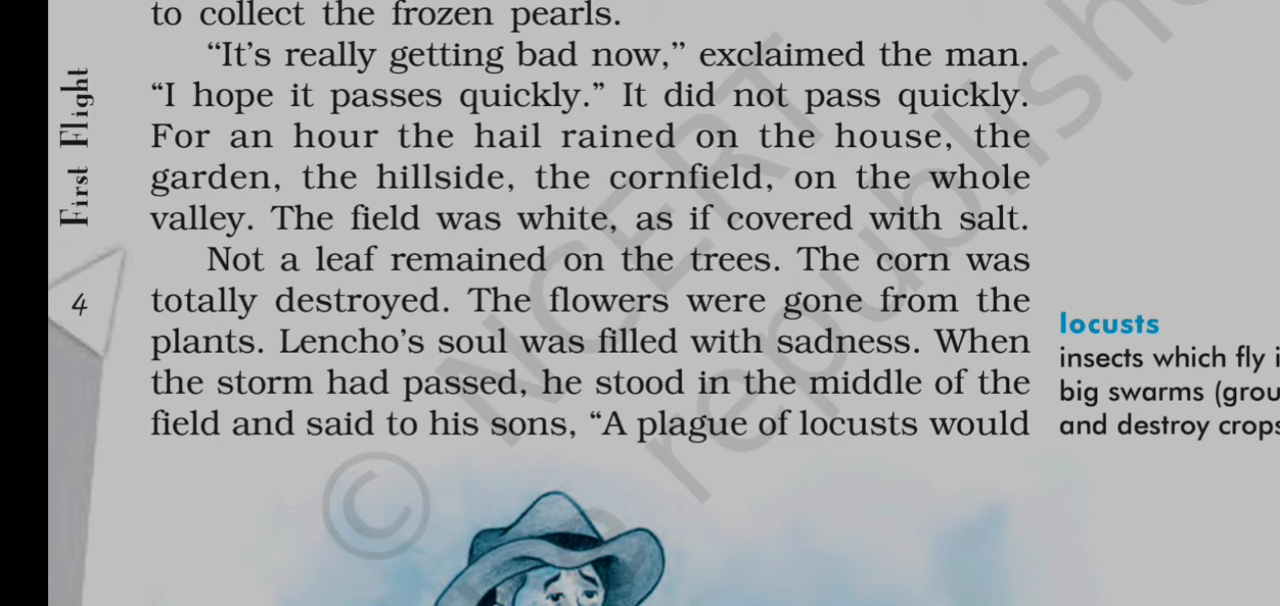 to collect the frozen pearls.
“It’s really getting bad now,” exclaimed the man.
“I hope it passes quickly.” It did not pass quickly.
For an hour the hail rained on the house, the
garden, the hillside, the cornfield, on the whole
valley. The field was white, as if covered with salt.
Not a leaf remained on the trees. The corn was
totally destroyed. The flowers were gone from the
plants. Lencho’s soul was filled with sadness. When
the storm had passed, he stood in the middle of the
field and said to his sons, “A plague of locusts would
First Flight
4
locusts
insects which fly
big swarms
and destroy crops
© NCERT
republish